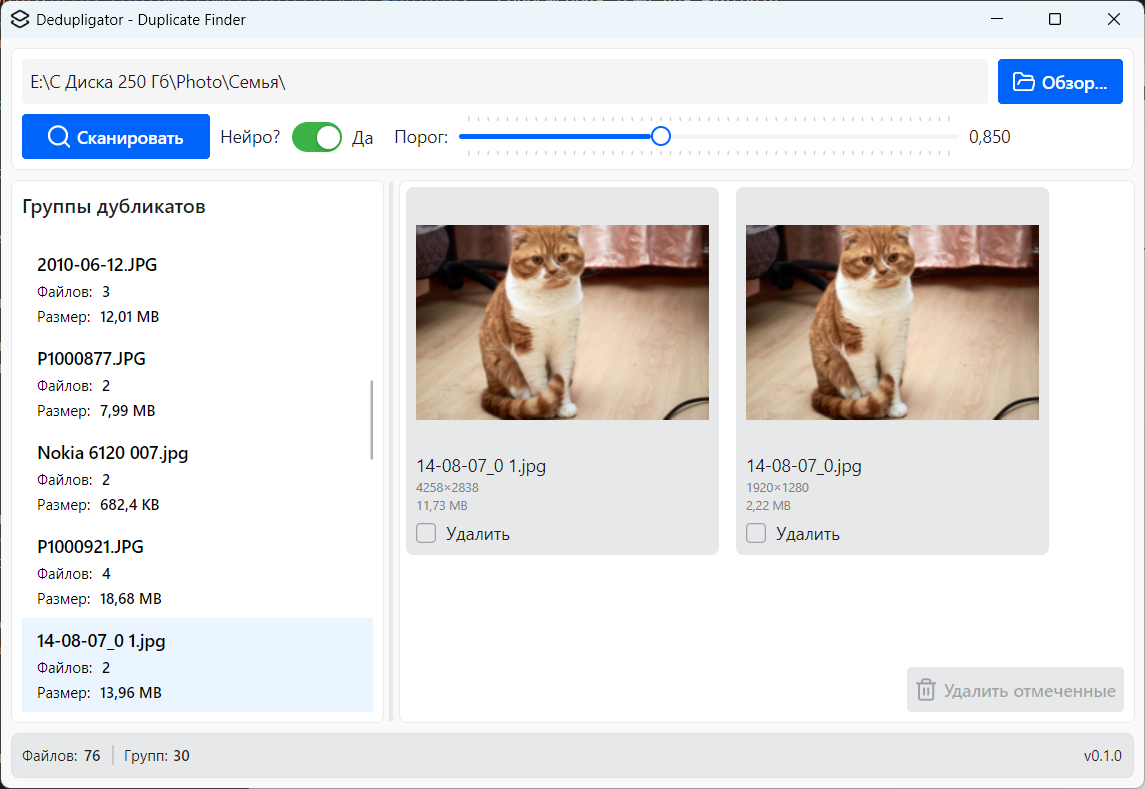 Dedupligator - Duplicate Finder
E:\С Диска 250 Гб\Photo\Семья\
Обзор...
Сканировать Нейро? Да Порог: 0,850
Группы дубликатов
2010-06-12.JPG
Файлов: 3
Размер: 12,01 MB
P1000877.JPG
Файлов: 2
Размер: 7,99 MB
Nokia 6120 007.jpg
Файлов: 2
Размер: 682,4 KB
P1000921.JPG
Файлов: 4
Размер: 18,68 MB
14-08-07_0 1.jpg
Файлов: 2
Размер: 13,96 MB
14-08-07_0 1.jpg
4258×2838
11,73 MB
Удалить
14-08-07_0.jpg
1920×1280
2,22 MB
Удалить
Удалить отмеченные
Файлов: 76 Групп: 30
v0.1.0